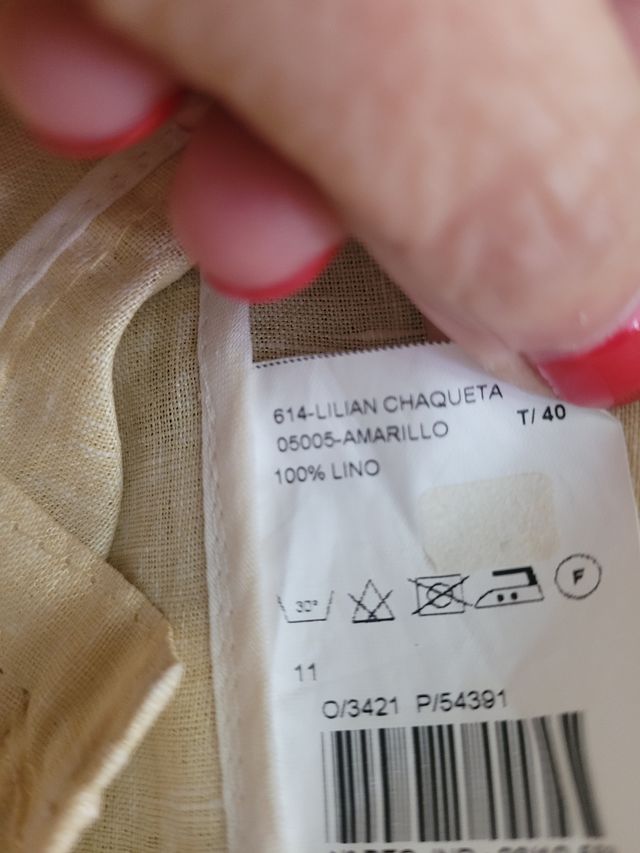 614-LILIAN CHAQUETA
05005-AMARILLO T/ 40
100% LINO
30° F
11
O/3421 P/54391